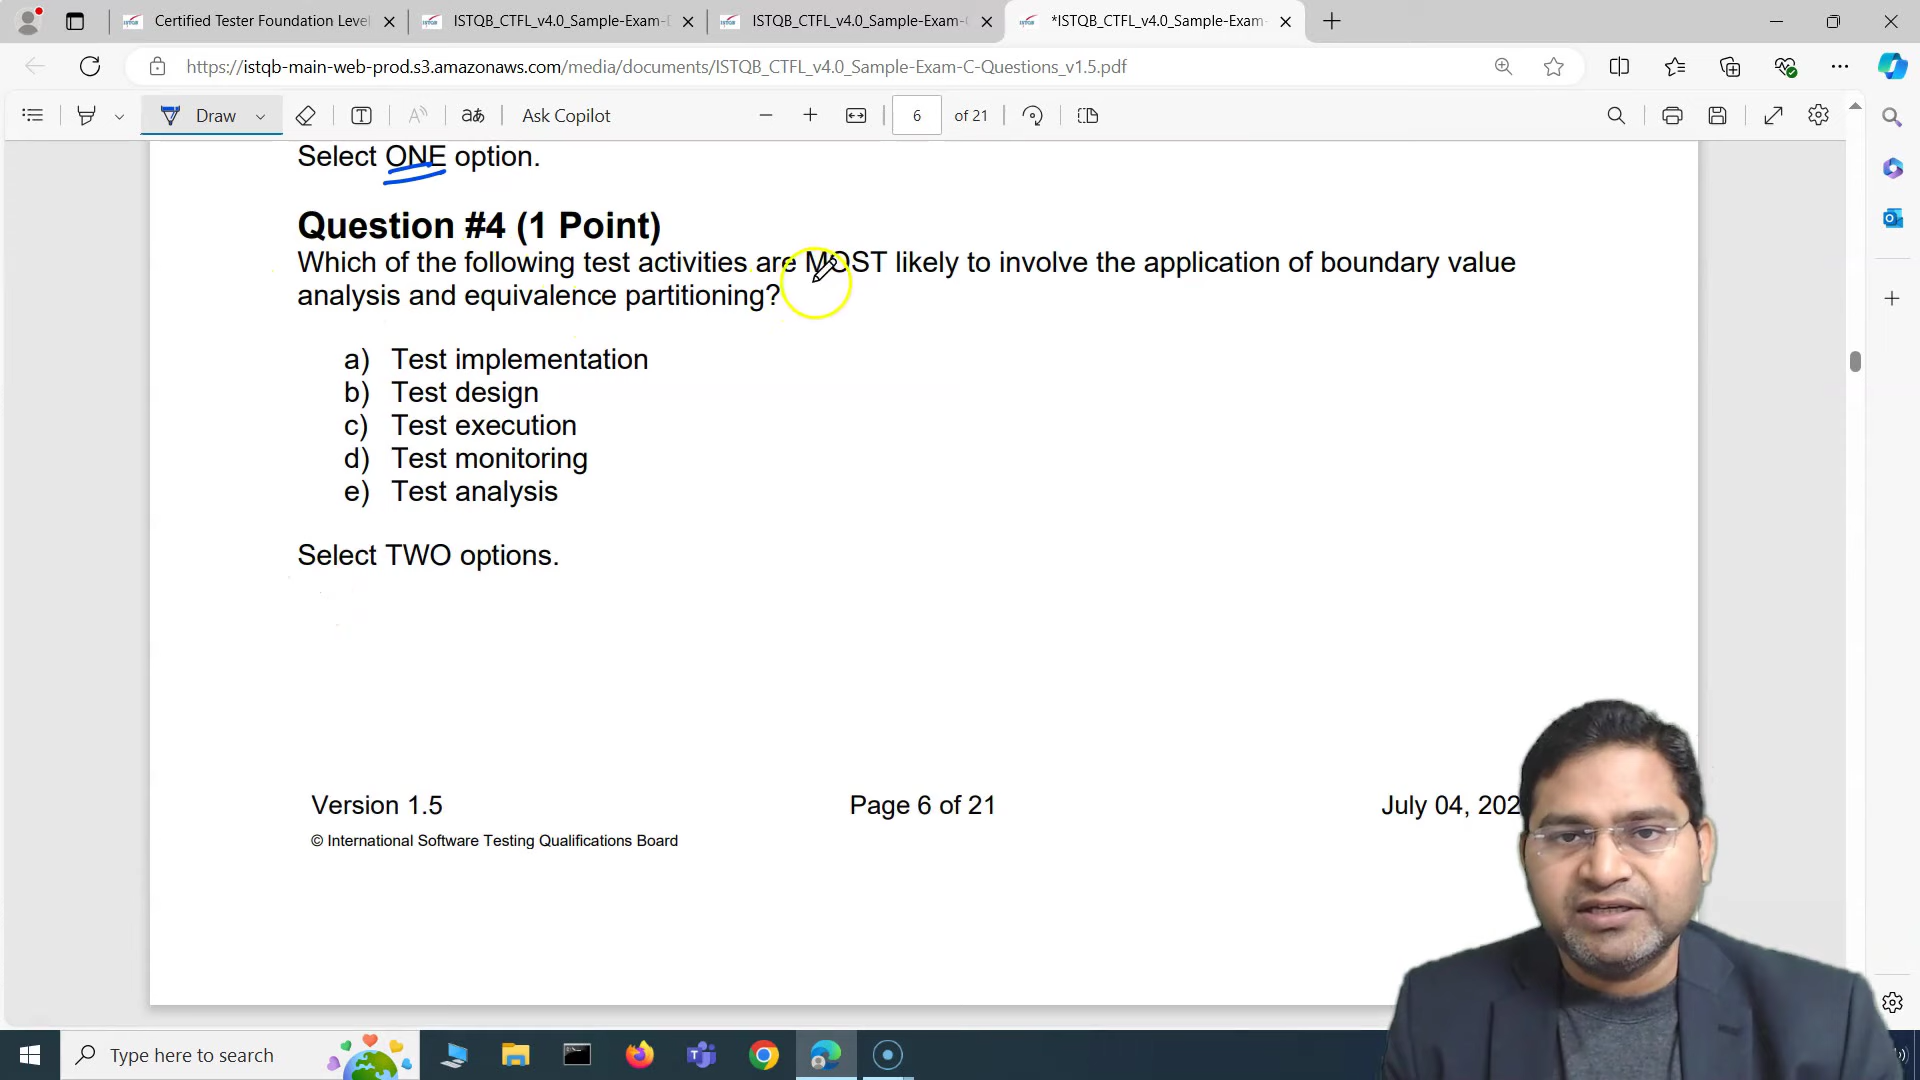 Certified Tester Foundation Leve
ISTQB_CTFL_v4.0_Sample-Exam-
ISTQB_CTFL_v4.0_Sample-Exam-
*ISTQB_CTFL_v4.0_Sample-Exam-
https://istqb-main-web-prod.s3.amazonaws.com/media/documents/ISTQB_CTFL_v4.0_Sample-Exam-C-Questions_v1.5.pdf
Draw
aあ
Ask Copilot
6 of 21
Select ONE option.
Question #4 (1 Point)
Which of the following test activities are MOST likely to involve the application of boundary value
analysis and equivalence partitioning?
a) Test implementation
b) Test design
c) Test execution
d) Test monitoring
e) Test analysis
Select TWO options.
Version 1.5
Page 6 of 21
July 04, 202
© International Software Testing Qualifications Board
Type here to search